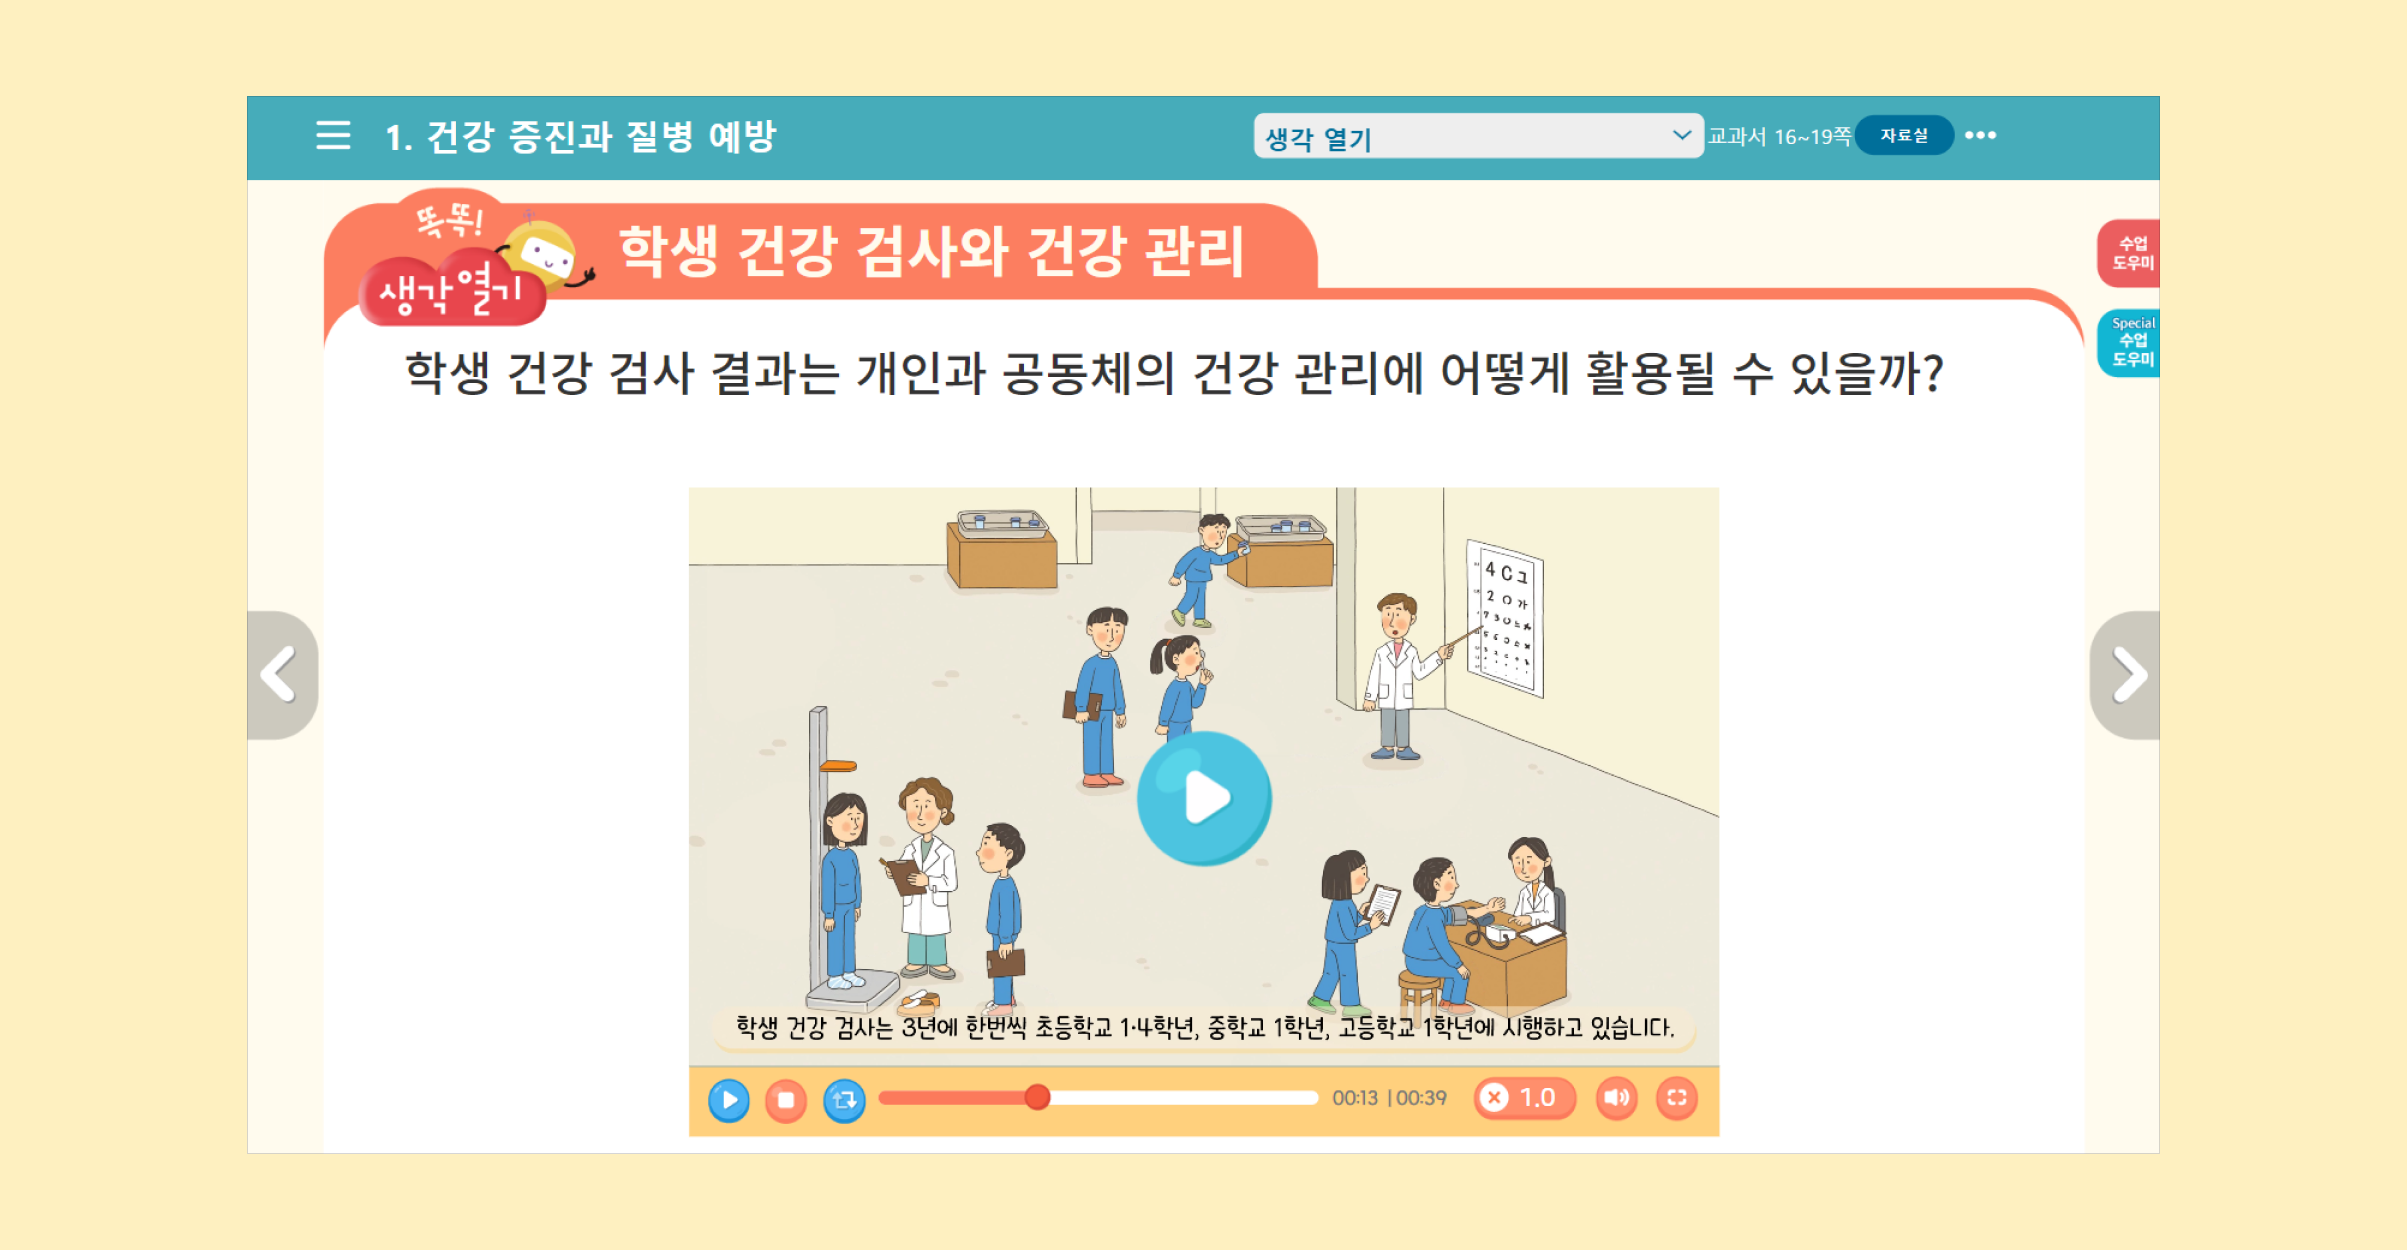 1. 건강 증진과 질병 예방
생각 열기
교과서 16~19쪽
자료실
똑똑!
생각열기
학생 건강 검사와 건강 관리
수업
도우미
Special
수업
도우미
학생 건강 검사 결과는 개인과 공동체의 건강 관리에 어떻게 활용될 수 있을까?
4 C 그
2 O 가
학생 건강 검사는 3년에 한번씩 초등학교 1·4학년, 중학교 1학년, 고등학교 1학년에 시행하고 있습니다.
00:13 | 00:39
1.0